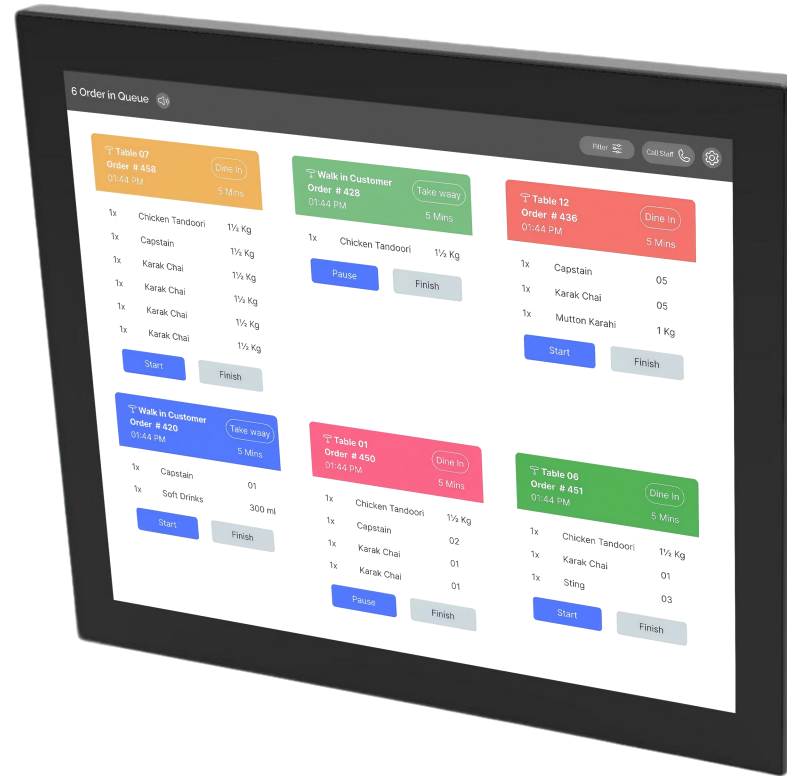 6 Order in Queue
Filter
Call Staff
Table 07
Order # 458
Dine In
01:44 PM
5 Mins
1x Chicken Tandoori 1½ Kg
1x Capstain 1½ Kg
1x Karak Chai 1½ Kg
1x Karak Chai 1½ Kg
1x Karak Chai 1½ Kg
1x Karak Chai 1½ Kg
Start Finish
Walk in Customer
Order # 428
Take waay
01:44 PM
5 Mins
1x Chicken Tandoori 1½ Kg
Pause Finish
Table 12
Order # 436
Dine In
01:44 PM
5 Mins
1x Capstain 05
1x Karak Chai 05
1x Mutton Karahi 1 Kg
Start Finish
Walk in Customer
Order # 420
Take waay
01:44 PM
5 Mins
1x Capstain 01
1x Soft Drinks 300 ml
Start Finish
Table 01
Order # 450
Dine In
01:44 PM
5 Mins
1x Chicken Tandoori 1½ Kg
1x Capstain 02
1x Karak Chai 01
1x Karak Chai 01
Pause Finish
Table 06
Order # 451
Dine In
01:44 PM
5 Mins
1x Chicken Tandoori 1½ Kg
1x Karak Chai 01
1x Sting 03
Start Finish